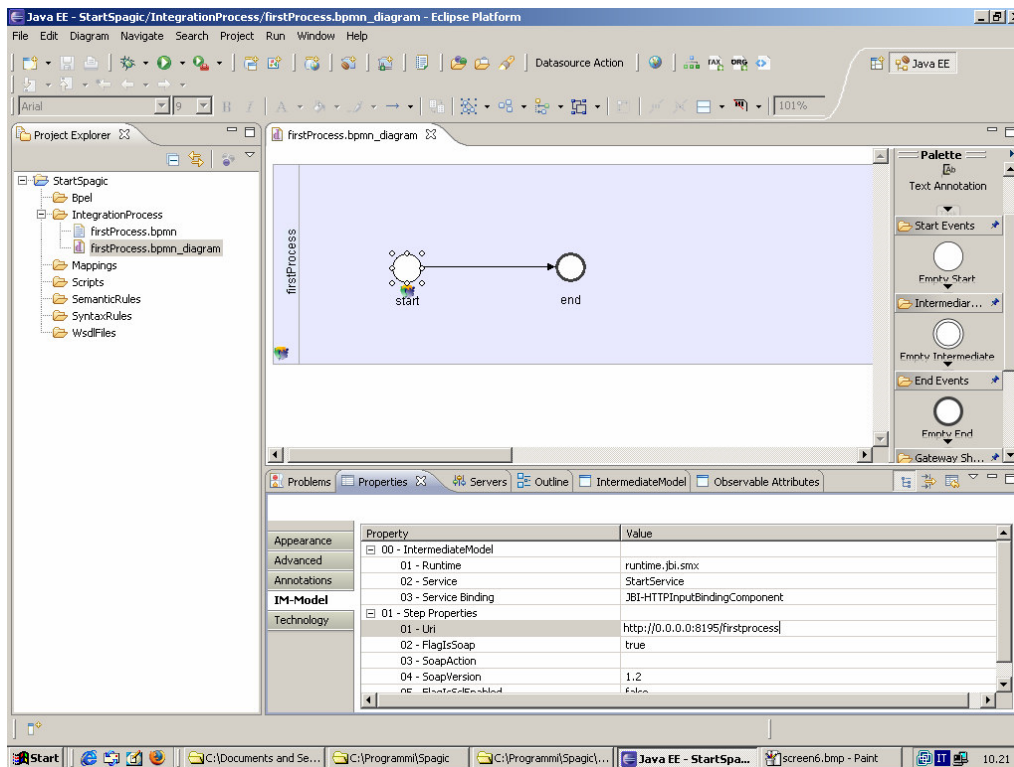 Java EE - StartSpagic/IntegrationProcess/firstProcess.bpmn_diagram - Eclipse Platform
File Edit Diagram Navigate Search Project Run Window Help
Datasource Action
Java EE
Arial 9 B I A 101%
Project Explorer
StartSpagic
Bpel
IntegrationProcess
firstProcess.bpmn
firstProcess.bpmn_diagram
Mappings
Scripts
SemanticRules
SyntaxRules
WsdlFiles
firstProcess.bpmn_diagram
firstProcess
start
end
Palette
Text Annotation
Start Events
Empty Start
Intermediar...
Empty Intermediate
End Events
Empty End
Gateway Sh...
Problems Properties Servers Outline IntermediateModel Observable Attributes
Appearance
Advanced
Annotations
IM-Model
Technology
Property Value
00 - IntermediateModel
01 - Runtime runtime.jbi.smx
02 - Service StartService
03 - Service Binding JBI-HTTPInputBindingComponent
01 - Step Properties
01 - Uri http://0.0.0.0:8195/firstprocess
02 - FlagIsSoap true
03 - SoapAction
04 - SoapVersion 1.2
05 - FlagIsSslEnabled false
Start C:\Documents and Se... C:\Programmi\Spagic C:\Programmi\Spagic\... Java EE - StartSpa... screen6.bmp - Paint IT 10.21